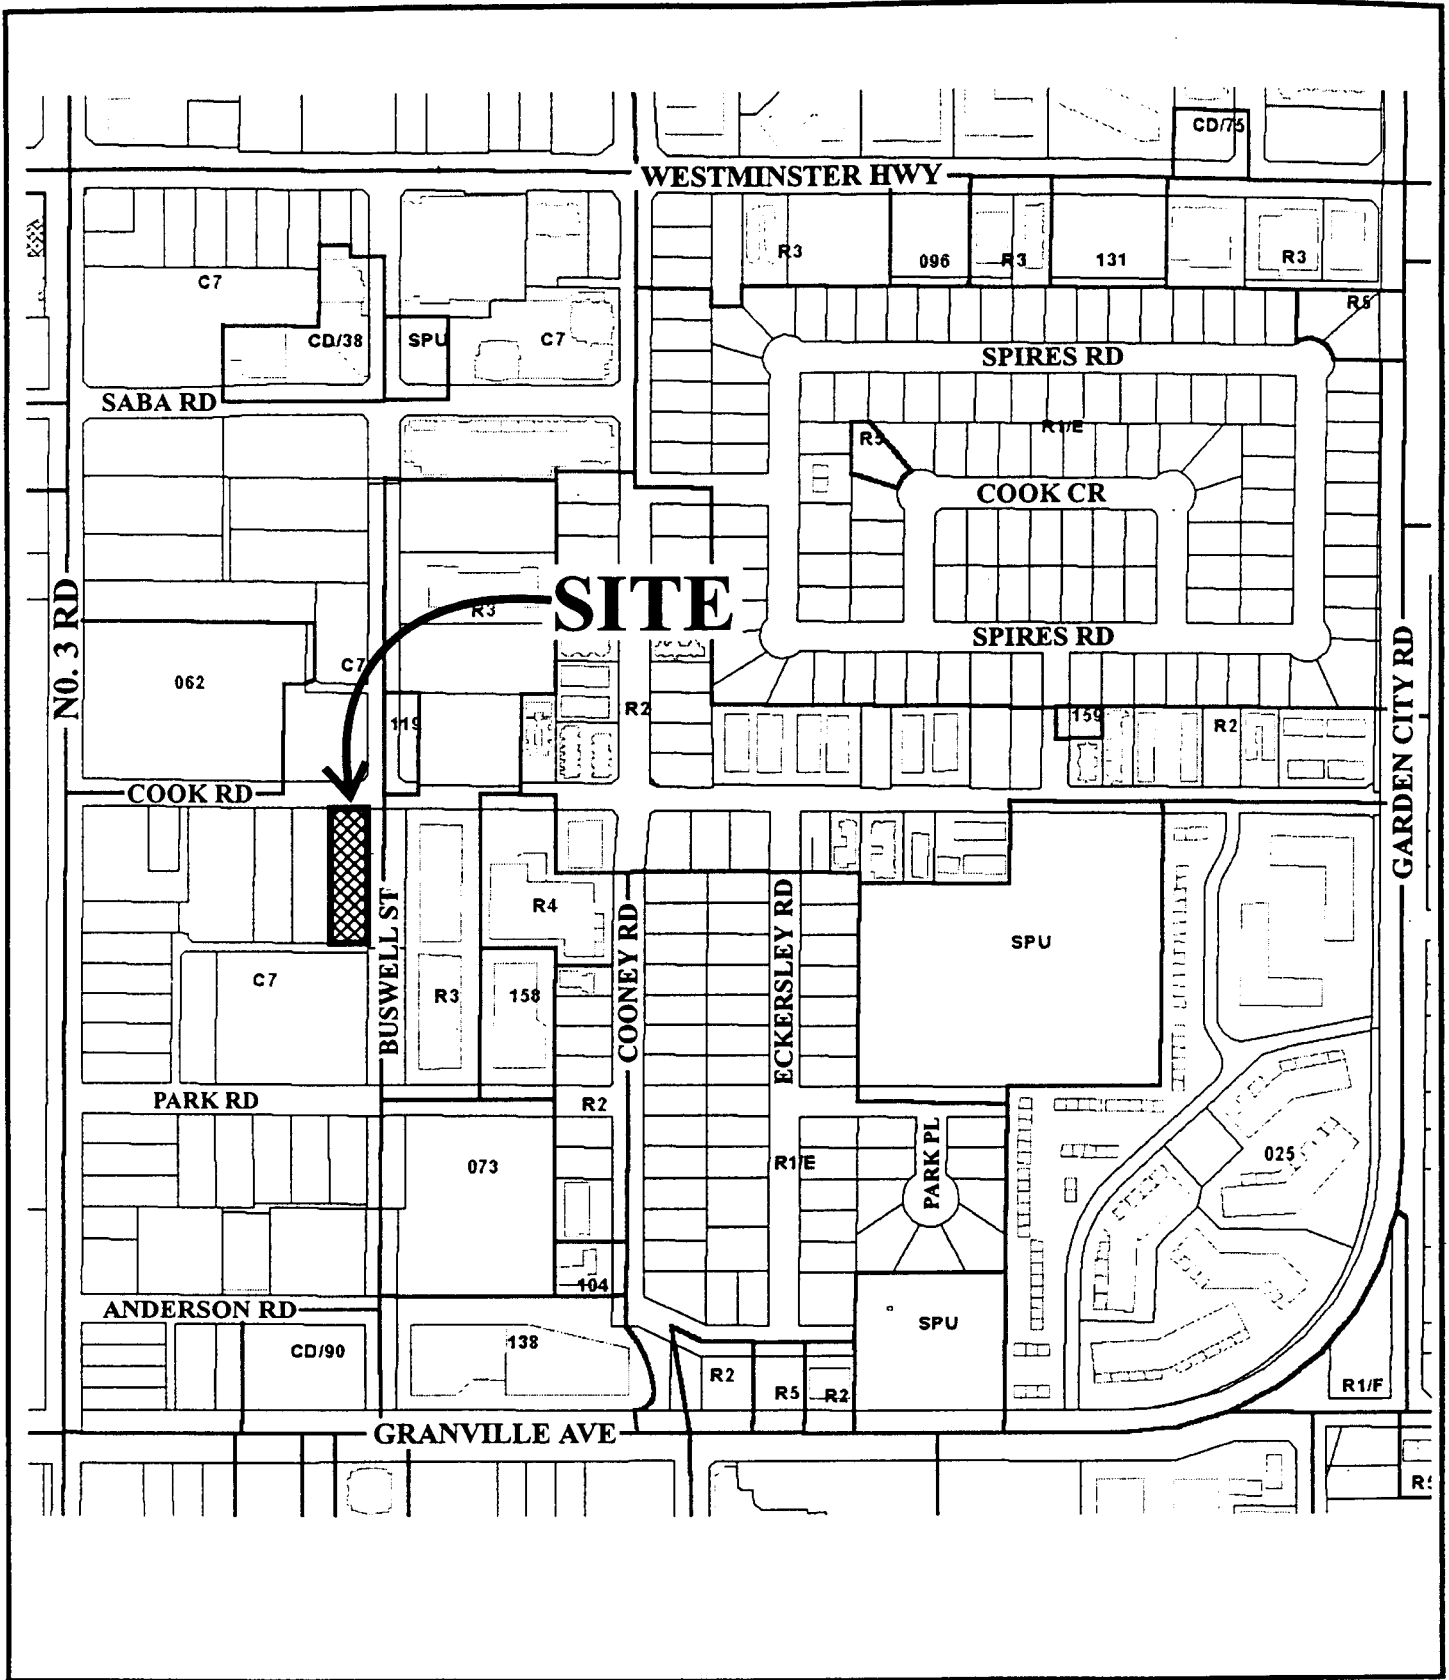 CD/75
WESTMINSTER HWY
R3
096
R3
131
R3
C7
R5
CD/38
SPU
C7
SPIRES RD
SABA RD
R1/E
R5
COOK CR
SITE
R3
NO. 3 RD
SPIRES RD
C7
062
GARDEN CITY RD
119
R2
159
R2
COOK RD
BUSWELL ST
R4
COONEY RD
ECKERSLEY RD
SPU
C7
R3
158
PARK RD
R2
073
R1/E
PARK PL
025
104
ANDERSON RD
138
SPU
CD/90
R2
R5
R2
R1/F
GRANVILLE AVE